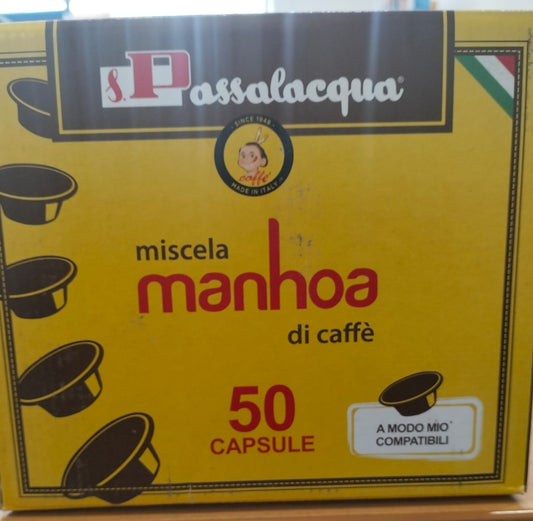 S. Passalacqua®
SINCE 1948
caffè
MADE IN ITALY
miscela
manhoa
di caffè
50
CAPSULE
A MODO MIO*
COMPATIBILI